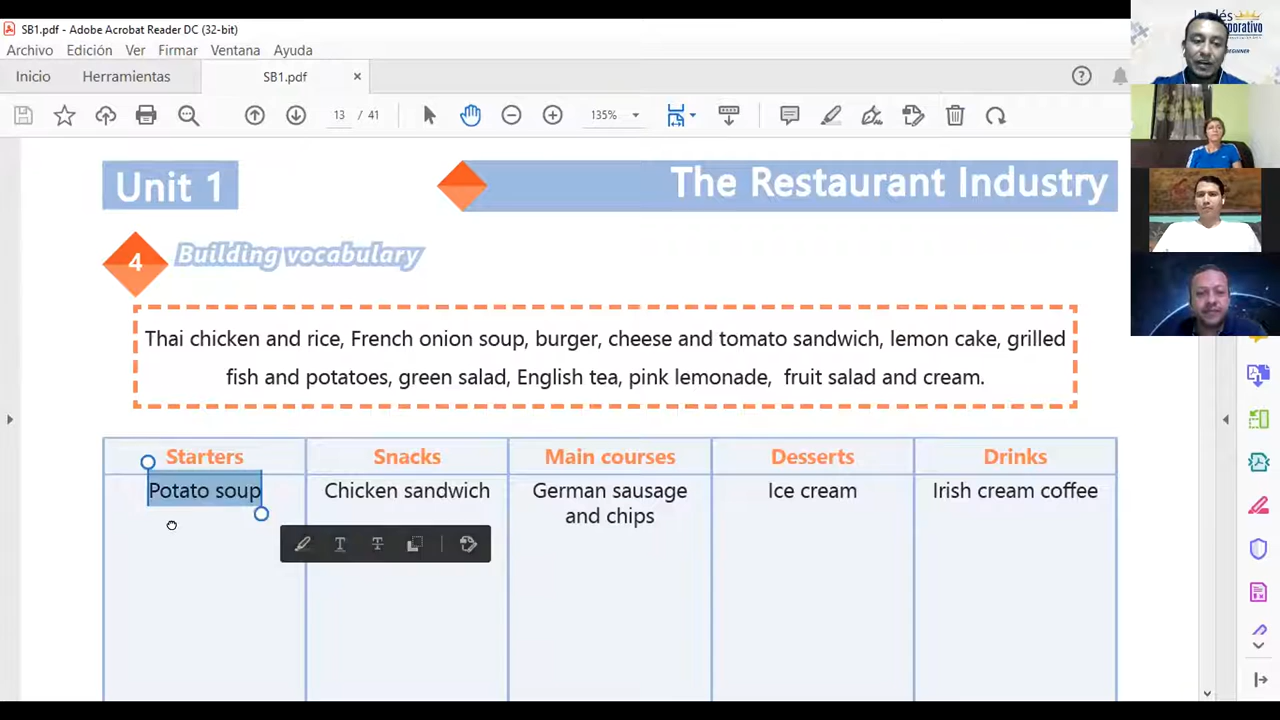 SB1.pdf - Adobe Acrobat Reader DC (32-bit)
Archivo Edición Ver Firmar Ventana Ayuda
Inicio Herramientas SB1.pdf
13 / 41 135%
Unit 1 The Restaurant Industry
4 Building vocabulary
Thai chicken and rice, French onion soup, burger, cheese and tomato sandwich, lemon cake, grilled
fish and potatoes, green salad, English tea, pink lemonade, fruit salad and cream.
Starters Snacks Main courses Desserts Drinks
Potato soup Chicken sandwich German sausage Ice cream Irish cream coffee
and chips